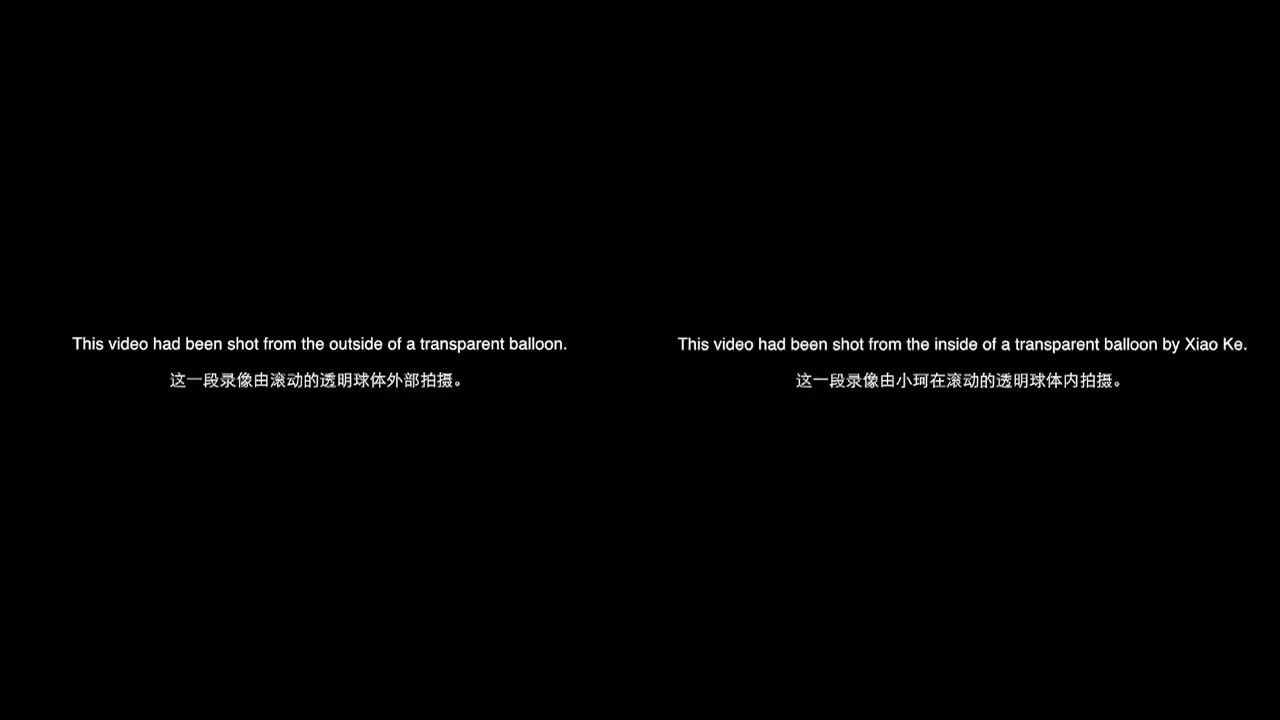 This video had been shot from the outside of a transparent balloon.
这一段录像由滚动的透明球体外部拍摄。
This video had been shot from the inside of a transparent balloon by Xiao Ke.
这一段录像由小珂在滚动的透明球体内拍摄。